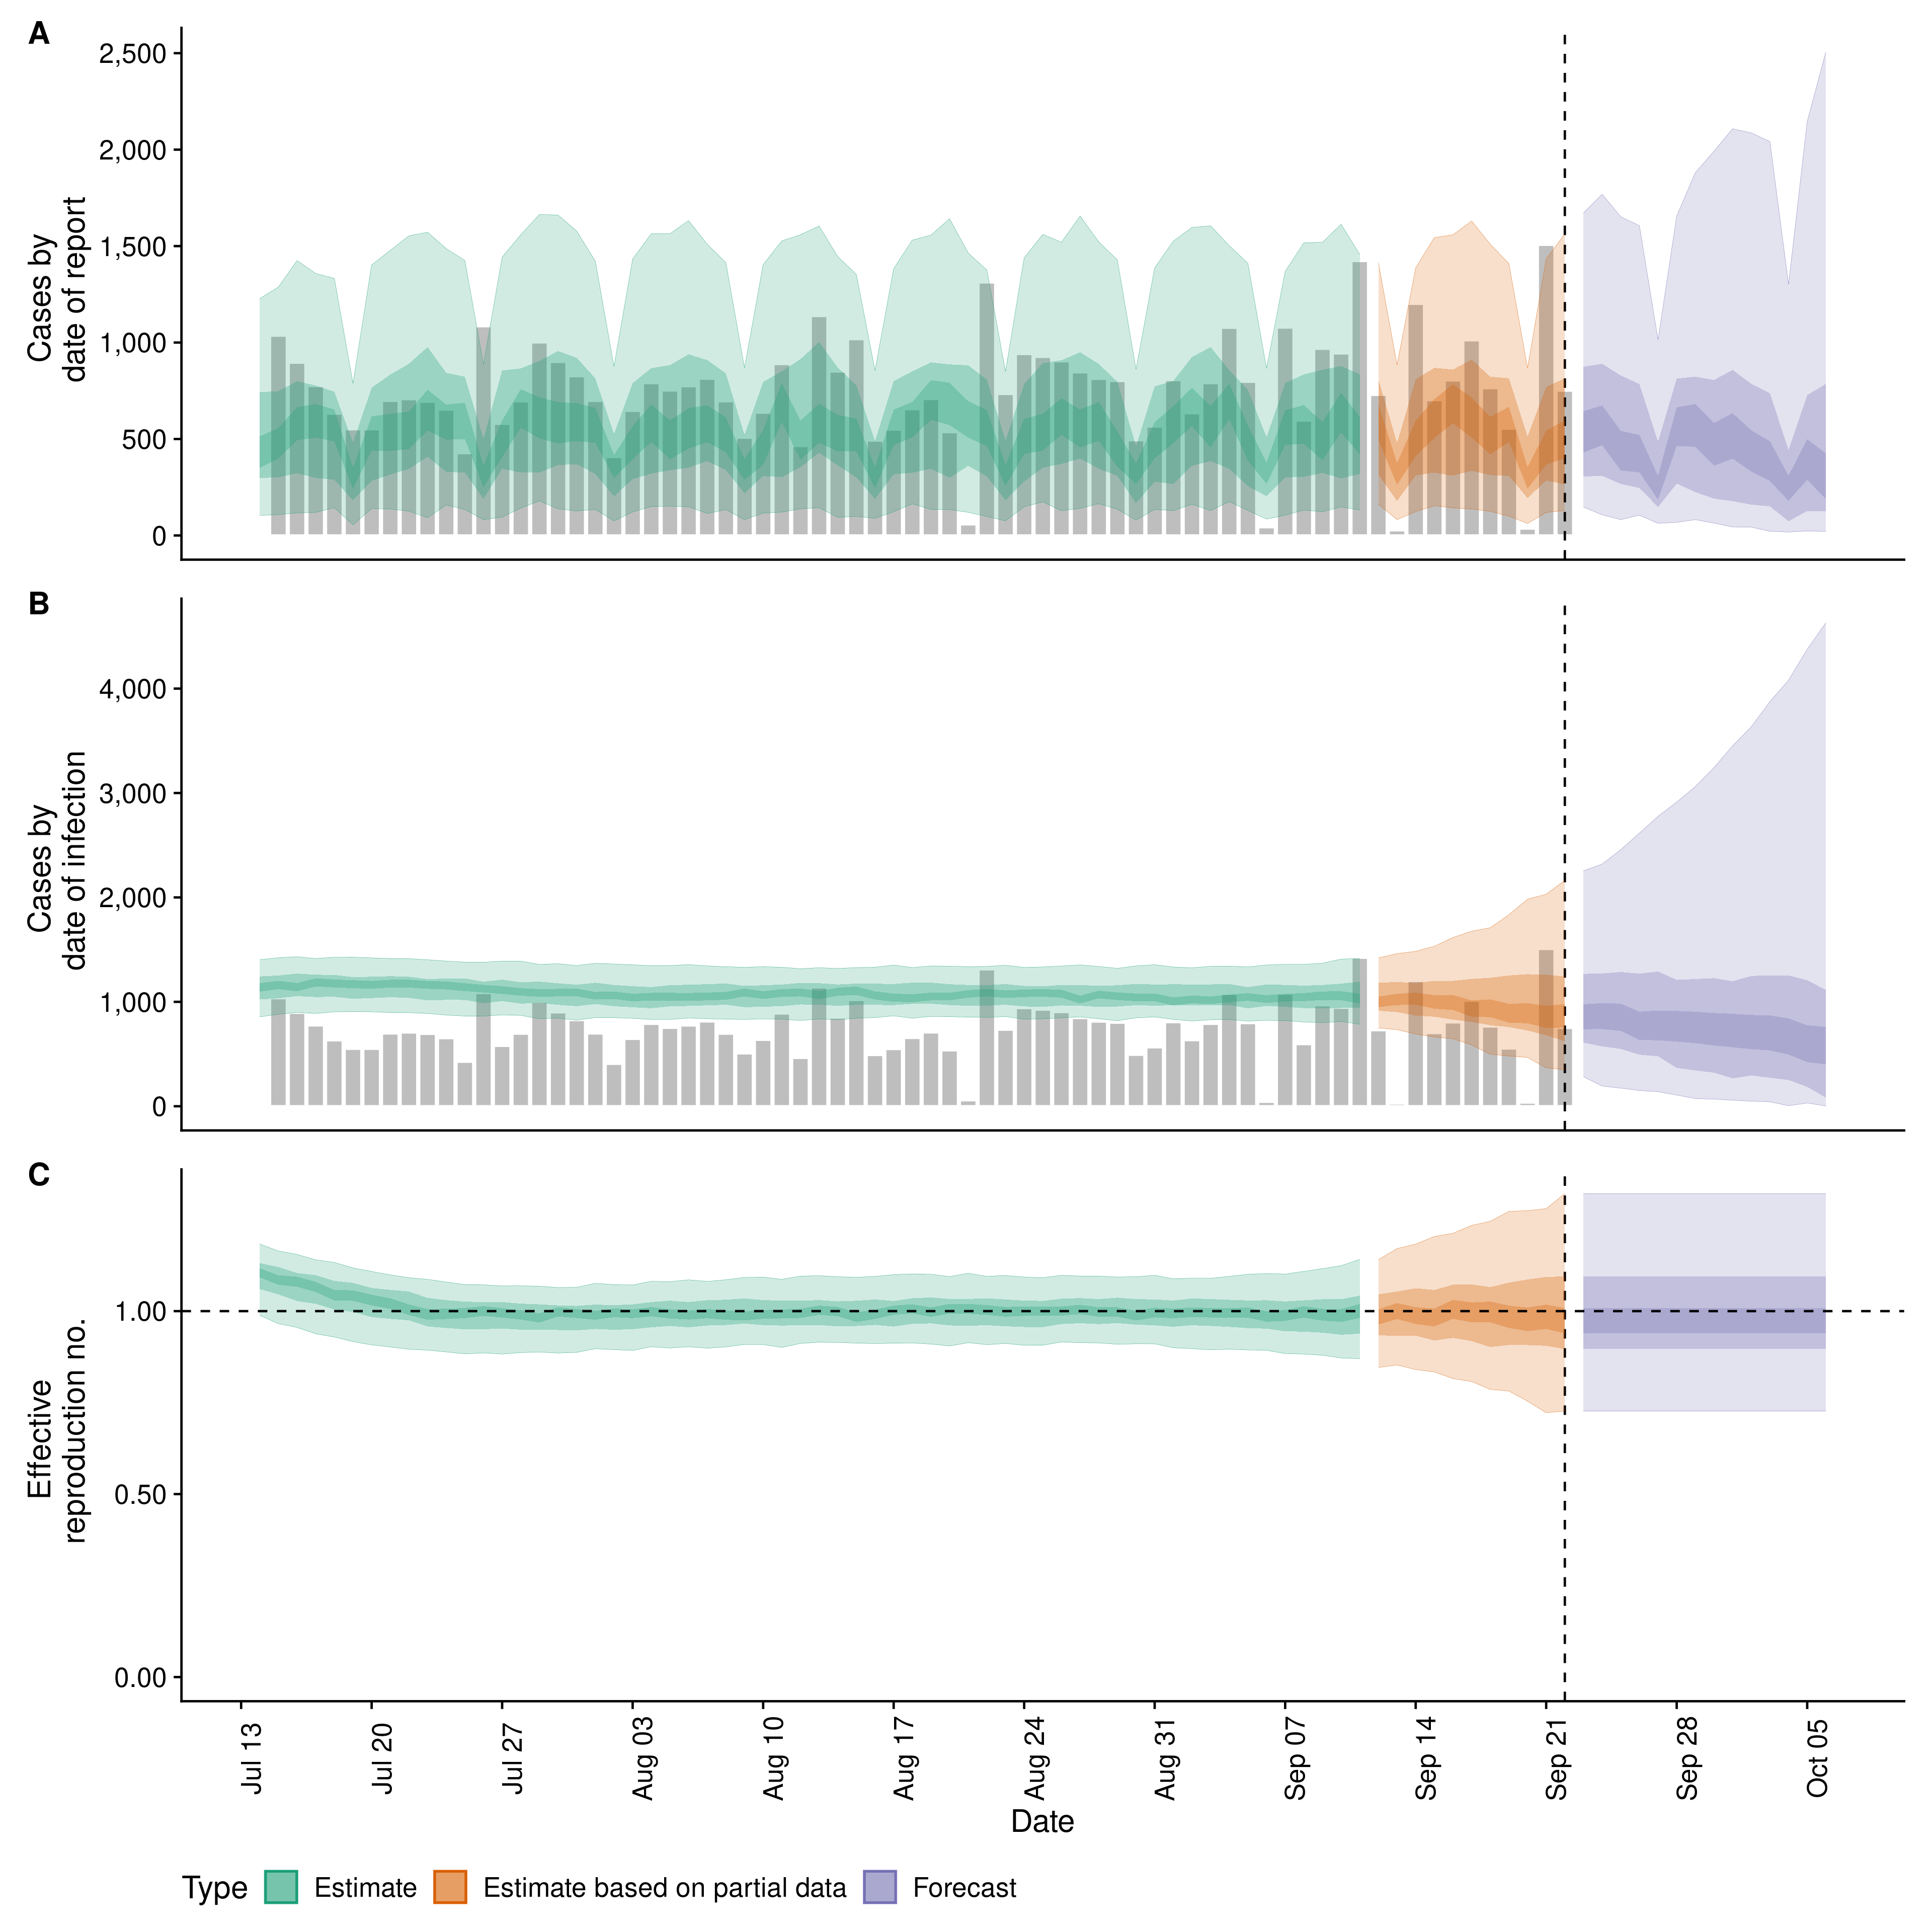 A
2,500
2,000
1,500
1,000
500
0
Cases by
date of report
B
4,000
3,000
2,000
1,000
0
Cases by
date of infection
C
1.00
0.50
0.00
Effective
reproduction no.
Jul 13
Jul 20
Jul 27
Aug 03
Aug 10
Aug 17
Aug 24
Aug 31
Sep 07
Sep 14
Sep 21
Sep 28
Oct 05
Date
Type Estimate Estimate based on partial data Forecast